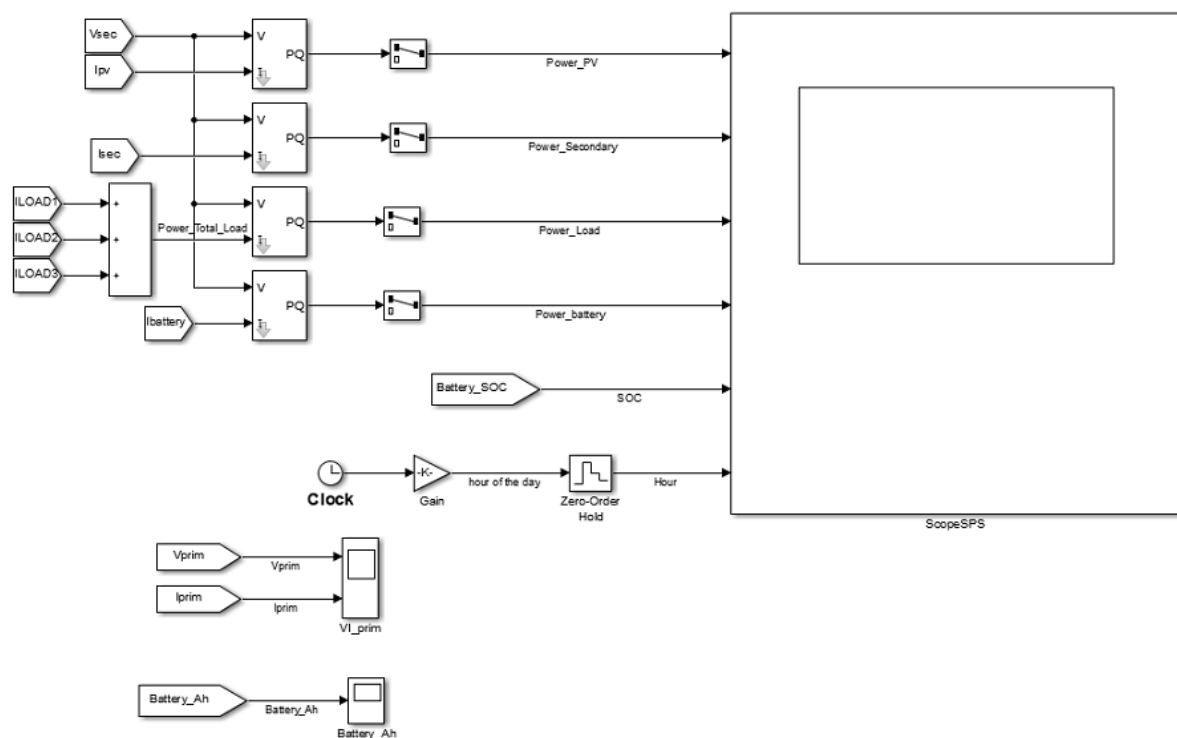 Vsec
Ipv
V
I
PQ
Power_PV
Isec
V
I
PQ
Power_Secondary
ILOAD1
ILOAD2
ILOAD3
+
+
+
Power_Total_Load
V
I
PQ
Power_Load
Ibattery
V
I
PQ
Power_battery
Battery_SOC
SOC
Clock
-K-
Gain
hour of the day
Zero-Order
Hold
Hour
ScopeSPS
Vprim
Vprim
Iprim
Iprim
VI_prim
Battery_Ah
Battery_Ah
Battery_Ah